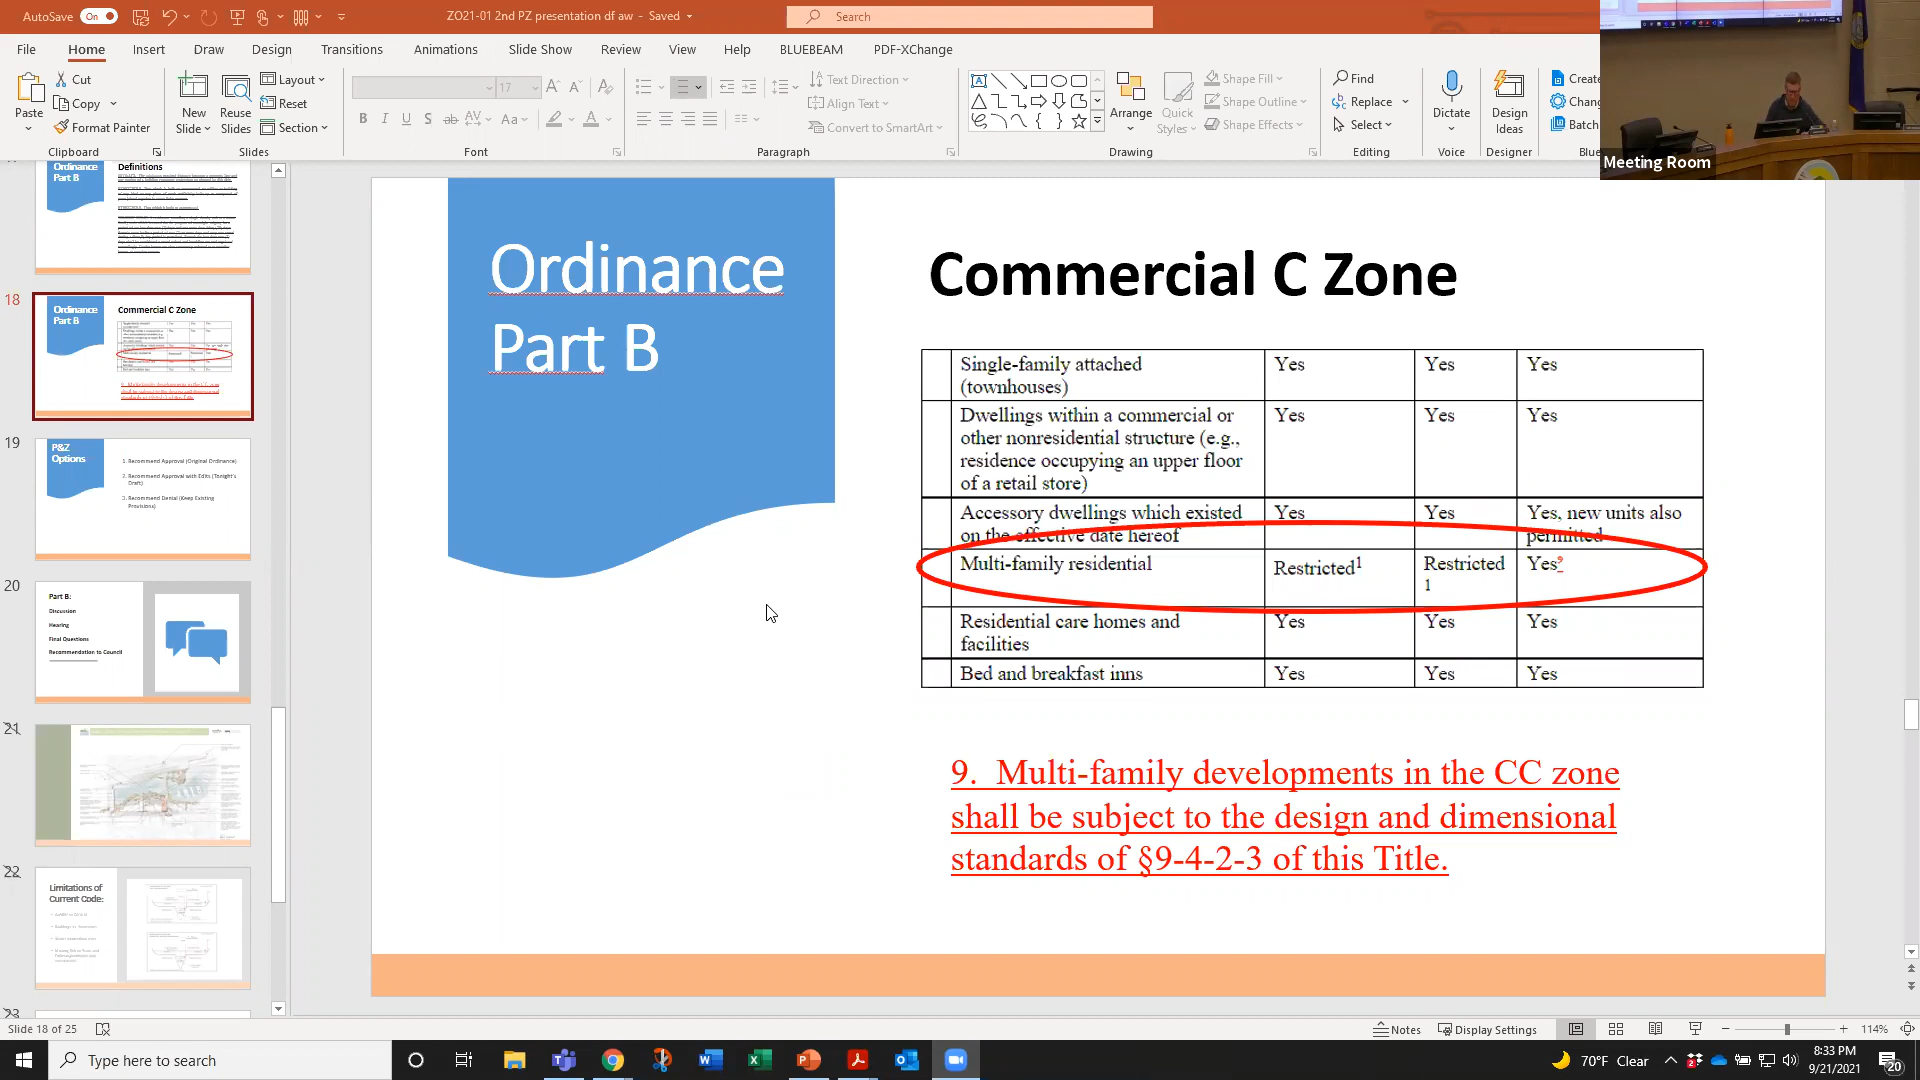 AutoSave On
ZO21-01 2nd PZ presentation df aw - Saved
Search
File Home Insert Draw Design Transitions Animations Slide Show Review View Help BLUEBEAM PDF-XChange
Paste
Cut
Copy
Format Painter
Clipboard
New Slide
Reuse Slides
Layout
Reset
Section
Slides
17
Font
Text Direction
Align Text
Convert to SmartArt
Paragraph
Arrange
Quick Styles
Shape Fill
Shape Outline
Shape Effects
Drawing
Find
Replace
Select
Editing
Dictate
Voice
Design Ideas
Designer
Create
Chang
Batch
Blue
Meeting Room
Ordinance
Part B
Definitions
18
Ordinance
Part B
Commercial C Zone
19
P&Z
Options
1. Recommend Approval (Original Ordinance)
2. Recommend Approval with Edits (Tonight's
Draft)
3. Recommend Denial (Keep Existing
Provisions)
20
Part B:
Discussion
Hearing
Final Questions
Recommendation to Council
21
22
Limitations of
Current Code:
23
Ordinance
Part B
Commercial C Zone
Single-family attached
(townhouses)
Yes
Yes
Yes
Dwellings within a commercial or
other nonresidential structure (e.g.,
residence occupying an upper floor
of a retail store)
Yes
Yes
Yes
Accessory dwellings which existed
on the effective date hereof
Yes
Yes
Yes, new units also
permitted
Multi-family residential
Restricted1
Restricted
1
Yes9
Residential care homes and
facilities
Yes
Yes
Yes
Bed and breakfast inns
Yes
Yes
Yes
9. Multi-family developments in the CC zone
shall be subject to the design and dimensional
standards of §9-4-2-3 of this Title.
Slide 18 of 25
Notes
Display Settings
114%
Type here to search
70°F Clear
8:33 PM
9/21/2021
20